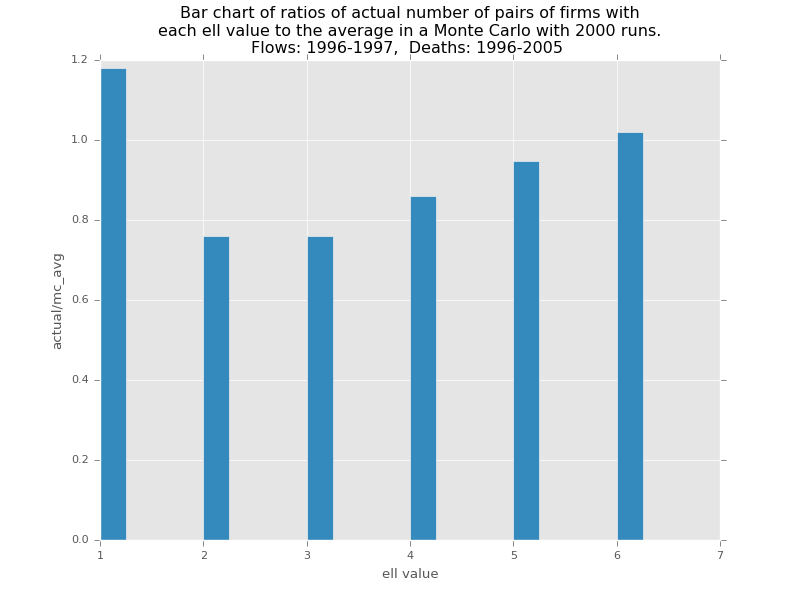 Bar chart of ratios of actual number of pairs of firms with
each ell value to the average in a Monte Carlo with 2000 runs.
Flows: 1996-1997,  Deaths: 1996-2005
1.2
1.0
0.8
0.6
0.4
0.2
0.0
actual/mc_avg
1 2 3 4 5 6 7
ell value